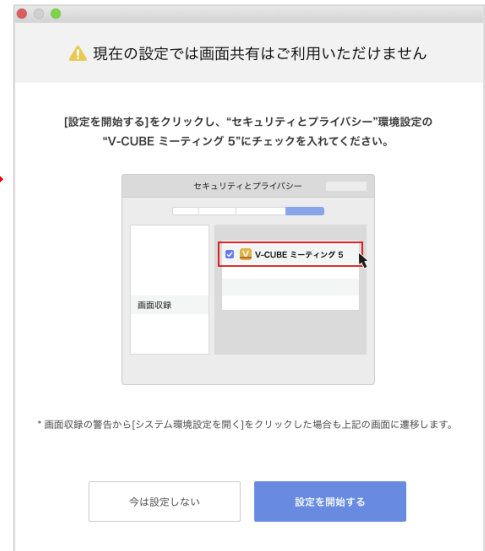 現在の設定では画面共有はご利用いただけません
[設定を開始する]をクリックし、“セキュリティとプライバシー”環境設定の
“V-CUBE ミーティング 5”にチェックを入れてください。
セキュリティとプライバシー
V-CUBE ミーティング 5
画面収録
* 画面収録の警告から[システム環境設定を開く]をクリックした場合も上記の画面に遷移します。
今は設定しない
設定を開始する